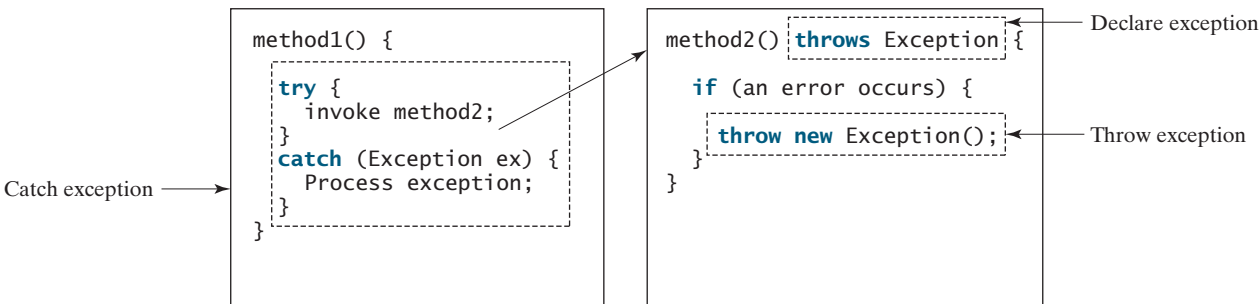 Catch exception
method1() {
try {
invoke method2;
}
catch (Exception ex) {
Process exception;
}
}
method2() throws Exception {
if (an error occurs) {
throw new Exception();
}
}
Declare exception
Throw exception